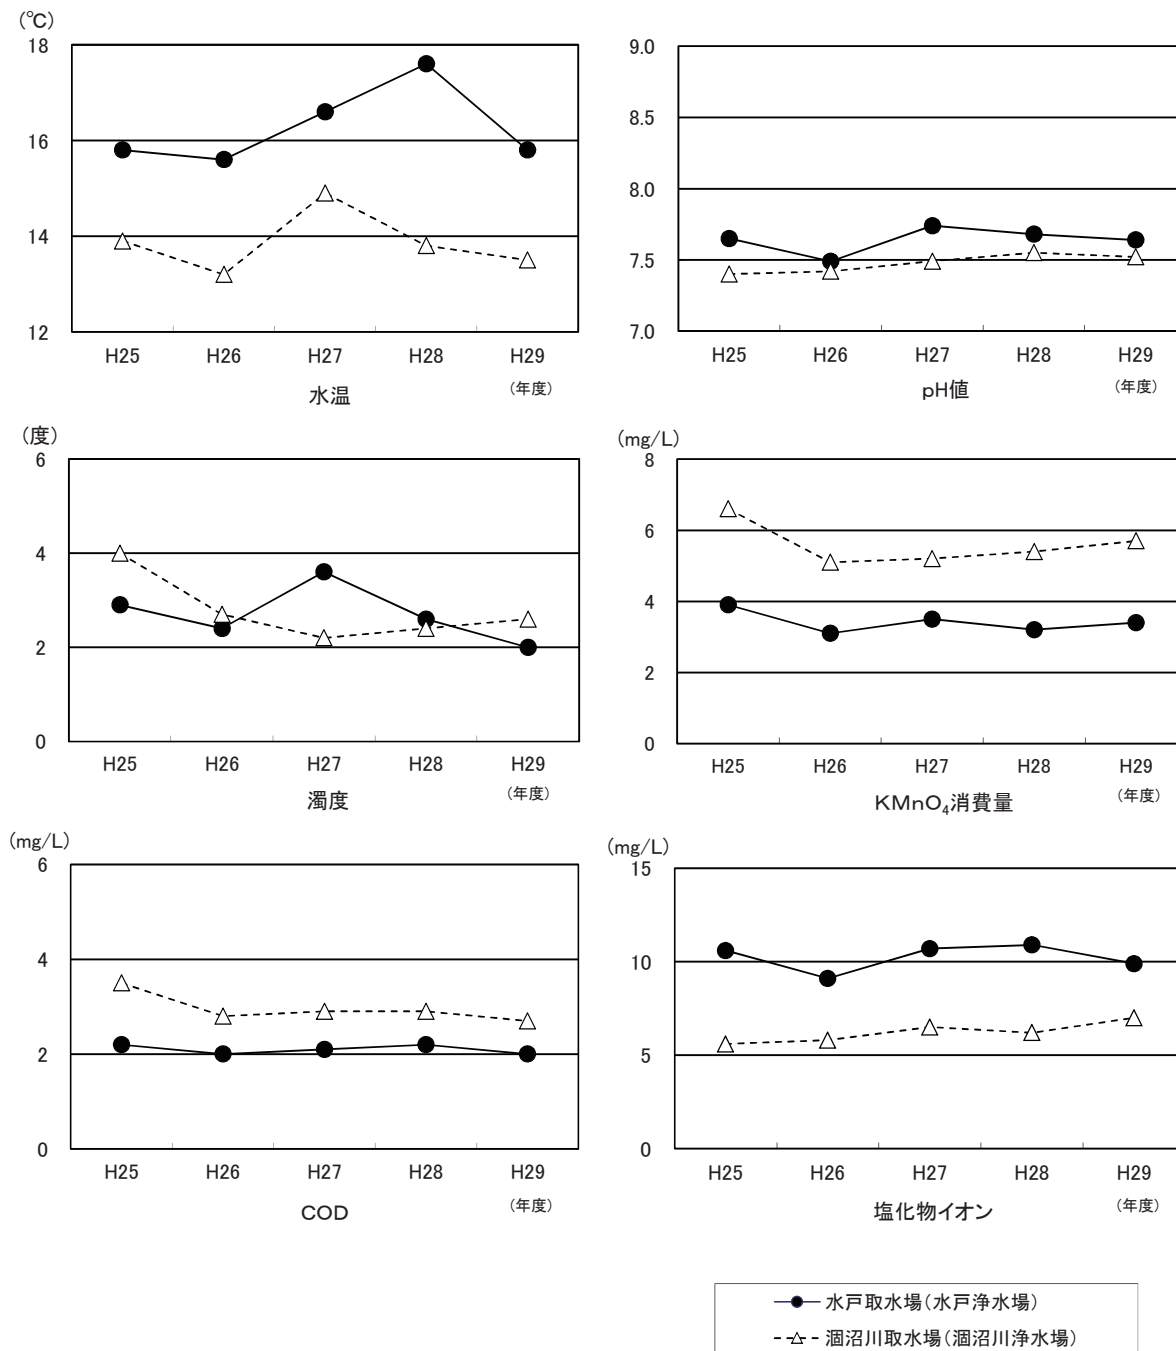 (℃)
18
16
14
12
H25 H26 H27 H28 H29
水温 (年度)
9.0
8.5
8.0
7.5
7.0
H25 H26 H27 H28 H29
pH値 (年度)
(度)
6
4
2
0
H25 H26 H27 H28 H29
濁度 (年度)
(mg/L)
8
6
4
2
0
H25 H26 H27 H28 H29
KMnO₄消費量 (年度)
(mg/L)
6
4
2
0
H25 H26 H27 H28 H29
COD (年度)
(mg/L)
15
10
5
0
H25 H26 H27 H28 H29
塩化物イオン (年度)
水戸取水場(水戸浄水場)
涸沼川取水場(涸沼川浄水場)